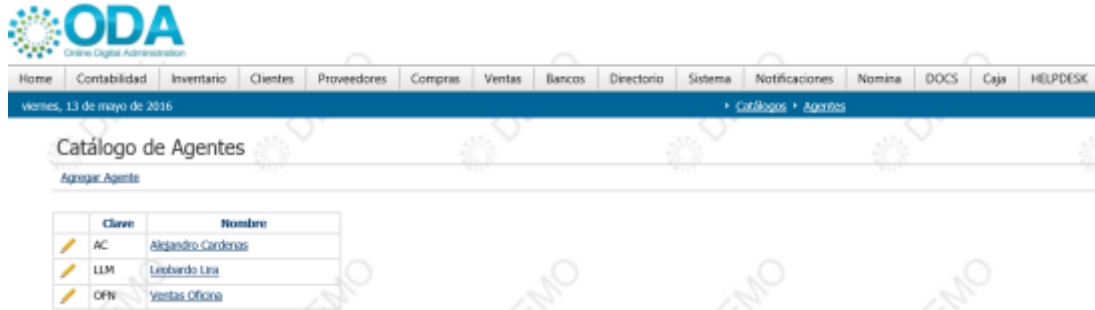 ODA
Online Digital Administration
Home Contabilidad Inventario Clientes Proveedores Compras Ventas Bancos Directorio Sistema Notificaciones Nomina DOCS Caja HELPDESK
viernes, 13 de mayo de 2016 Catálogos Agentes
Catálogo de Agentes
Agregar Agente
Clave Nombre
AC Alejandro Cardenas
LLM Leobardo Lira
OFN Ventas Oficina